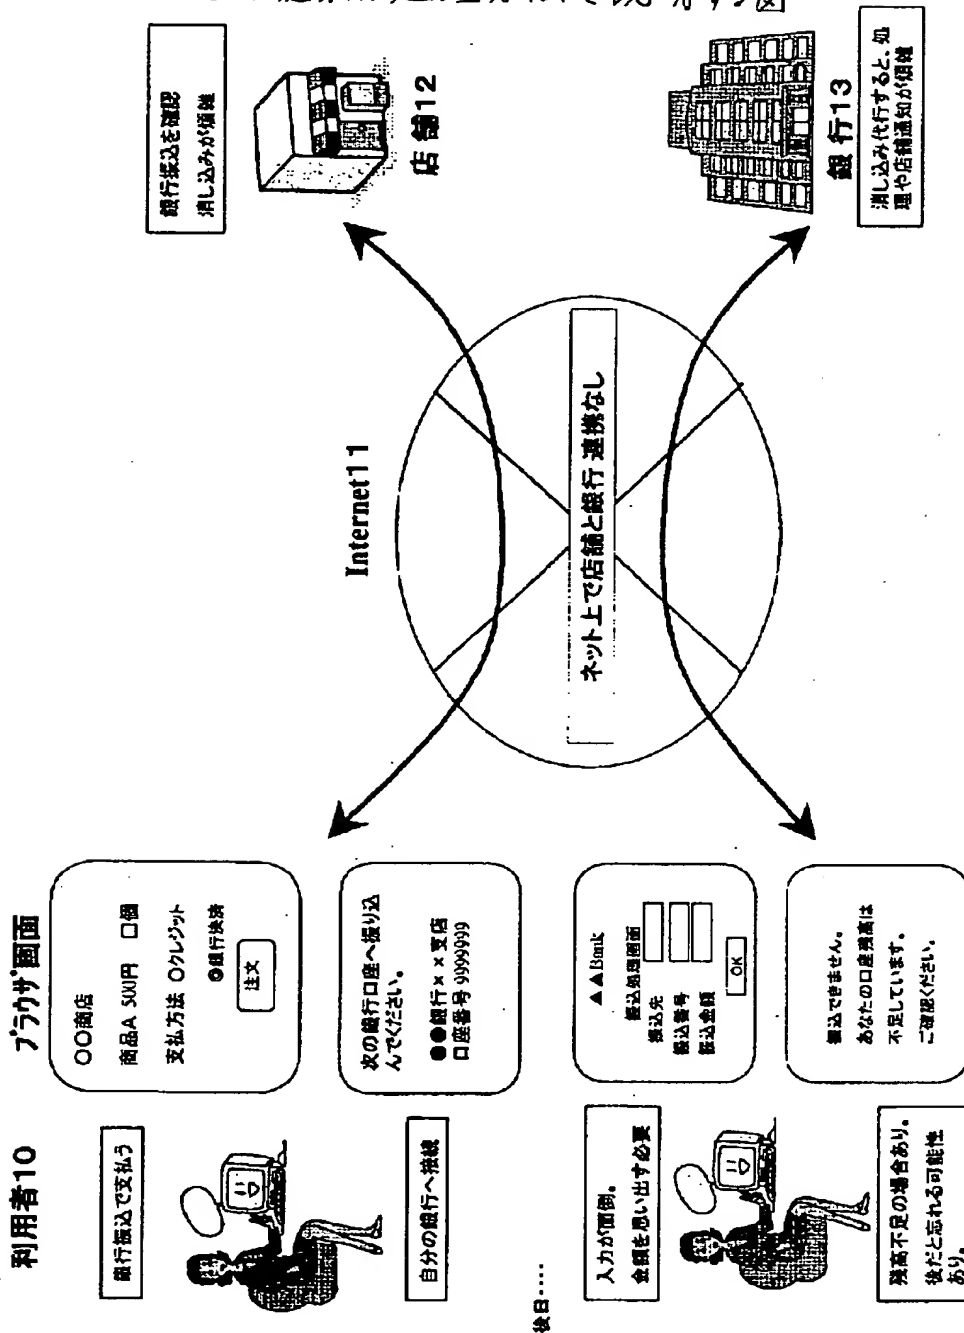 利用者10
ブラウザ画面
銀行振込で支払う
〇〇商店
商品A 500円 □個
支払方法 〇クレジット
◎銀行決済
注文
自分の銀行へ接続
次の銀行口座へ振り込
んでください。
●●銀行××支店
口座番号 9999999
後日・・・・
入力が面倒。
金額を思い出す必要
▲▲Bank
振込処理画面
振込先
振込番号
振込金額
OK
残高不足の場合あり。
後だと忘れる可能性
あり。
振込できません。
あなたの口座残高は
不足しています。
ご確認ください。
Internet11
ネット上で店舗と銀行 連携なし
銀行振込を確認
消し込みが煩雑
店舗12
銀行13
消し込み代行すると、処
理や店舗通知が煩雑